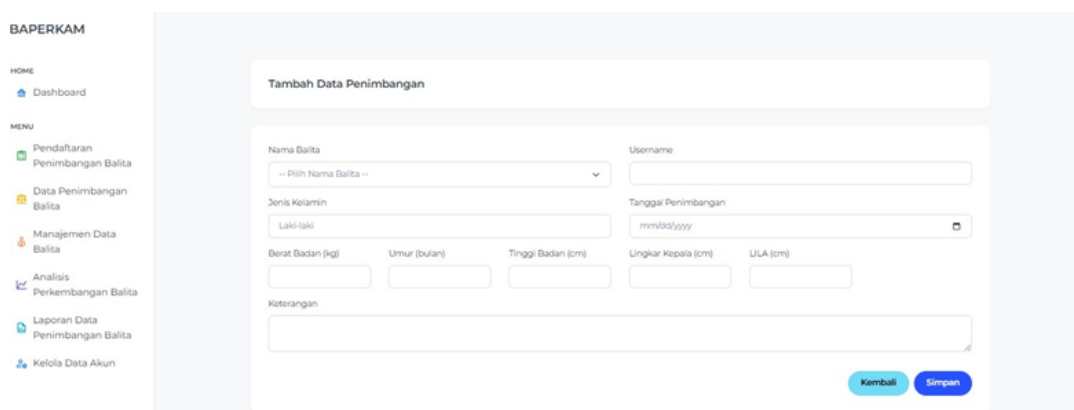 BAPERKAM
HOME
Dashboard
MENU
Pendaftaran
Penimbangan Balita
Data Penimbangan
Balita
Manajemen Data
Balita
Analisis
Perkembangan Balita
Laporan Data
Penimbangan Balita
Kelola Data Akun
Tambah Data Penimbangan
Nama Balita
Username
-- Pilih Nama Balita --
Jenis Kelamin
Tanggal Penimbangan
Laki-laki
mm/dd/yyyy
Berat Badan (kg)
Umur (bulan)
Tinggi Badan (cm)
Lingkar Kepala (cm)
LILA (cm)
Keterangan
Kembali
Simpan